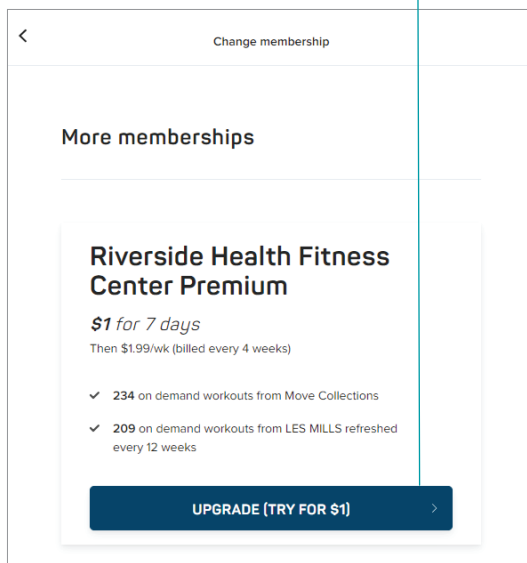 Change membership
More memberships
Riverside Health Fitness
Center Premium
$1 for 7 days
Then $1.99/wk (billed every 4 weeks)
234 on demand workouts from Move Collections
209 on demand workouts from LES MILLS refreshed
every 12 weeks
UPGRADE (TRY FOR $1)